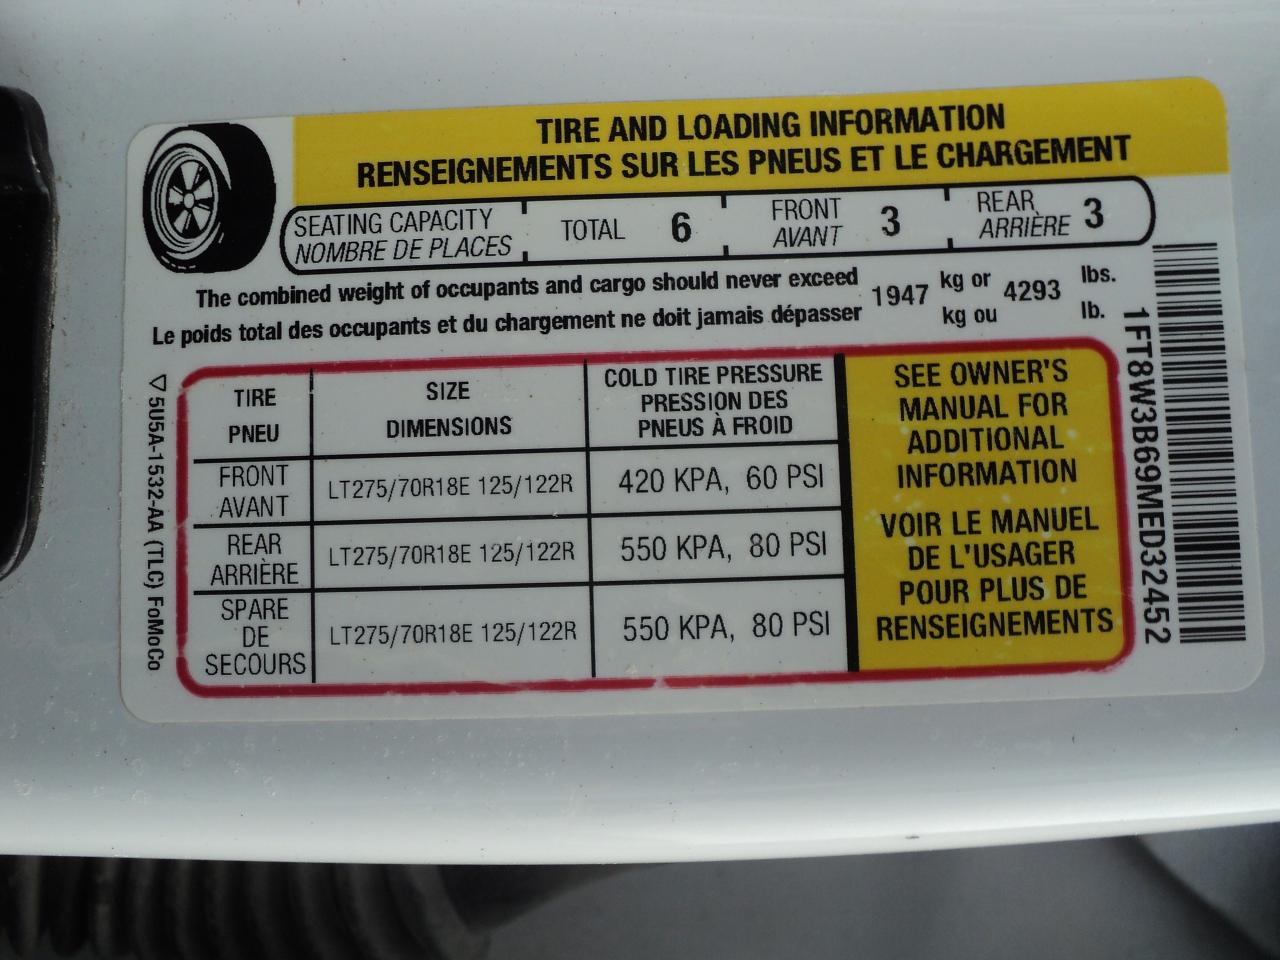 TIRE AND LOADING INFORMATION
RENSEIGNEMENTS SUR LES PNEUS ET LE CHARGEMENT
SEATING CAPACITY TOTAL 6 FRONT 3 REAR 3
NOMBRE DE PLACES AVANT ARRIÈRE
The combined weight of occupants and cargo should never exceed 1947 kg or 4293 lbs.
Le poids total des occupants et du chargement ne doit jamais dépasser kg ou lb.
TIRE SIZE COLD TIRE PRESSURE
PNEU DIMENSIONS PRESSION DES
PNEUS À FROID
FRONT LT275/70R18E 125/122R 420 KPA, 60 PSI
AVANT
REAR LT275/70R18E 125/122R 550 KPA, 80 PSI
ARRIÈRE
SPARE LT275/70R18E 125/122R 550 KPA, 80 PSI
DE
SECOURS
SEE OWNER'S
MANUAL FOR
ADDITIONAL
INFORMATION
VOIR LE MANUEL
DE L'USAGER
POUR PLUS DE
RENSEIGNEMENTS
5U5A-1532-AA (TLC) FoMoCo
1FT8W3B69MED32452